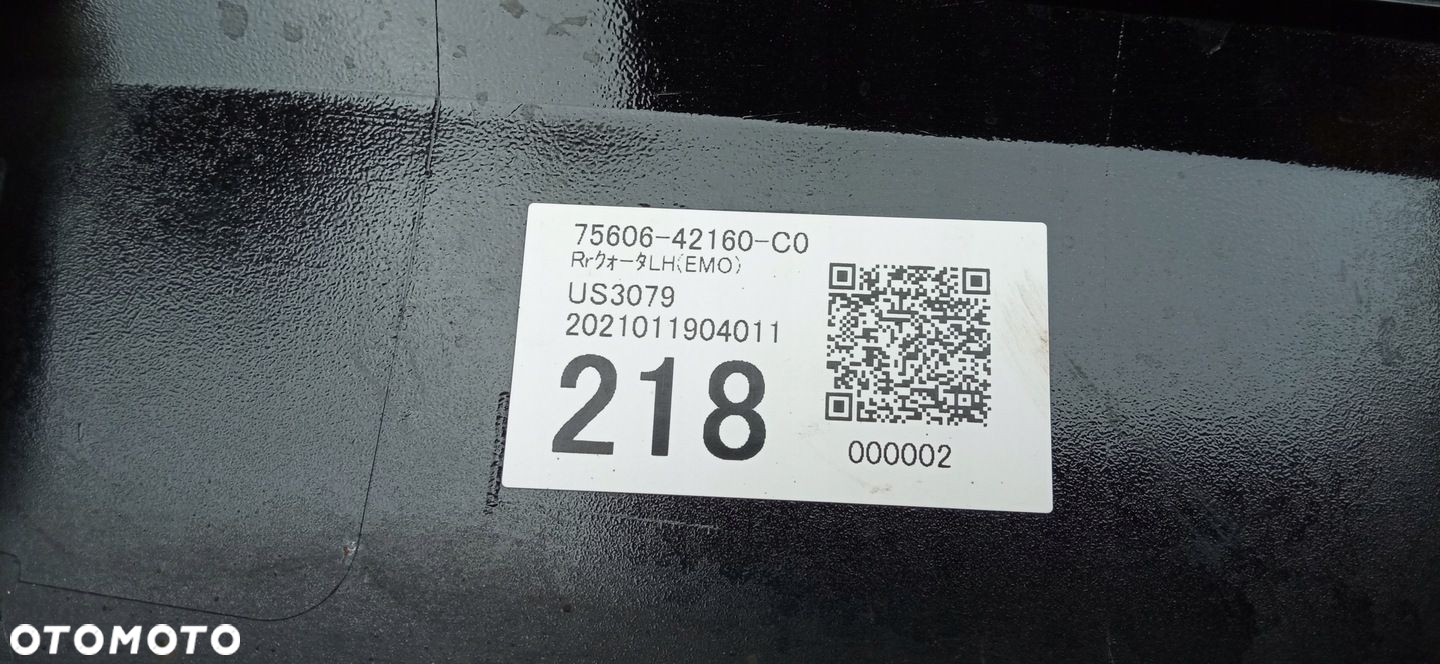 75606-42160-C0
Rrｸｫｰﾀ LH(EMO)
US3079
2021011904011
218
000002
OTOMOTO